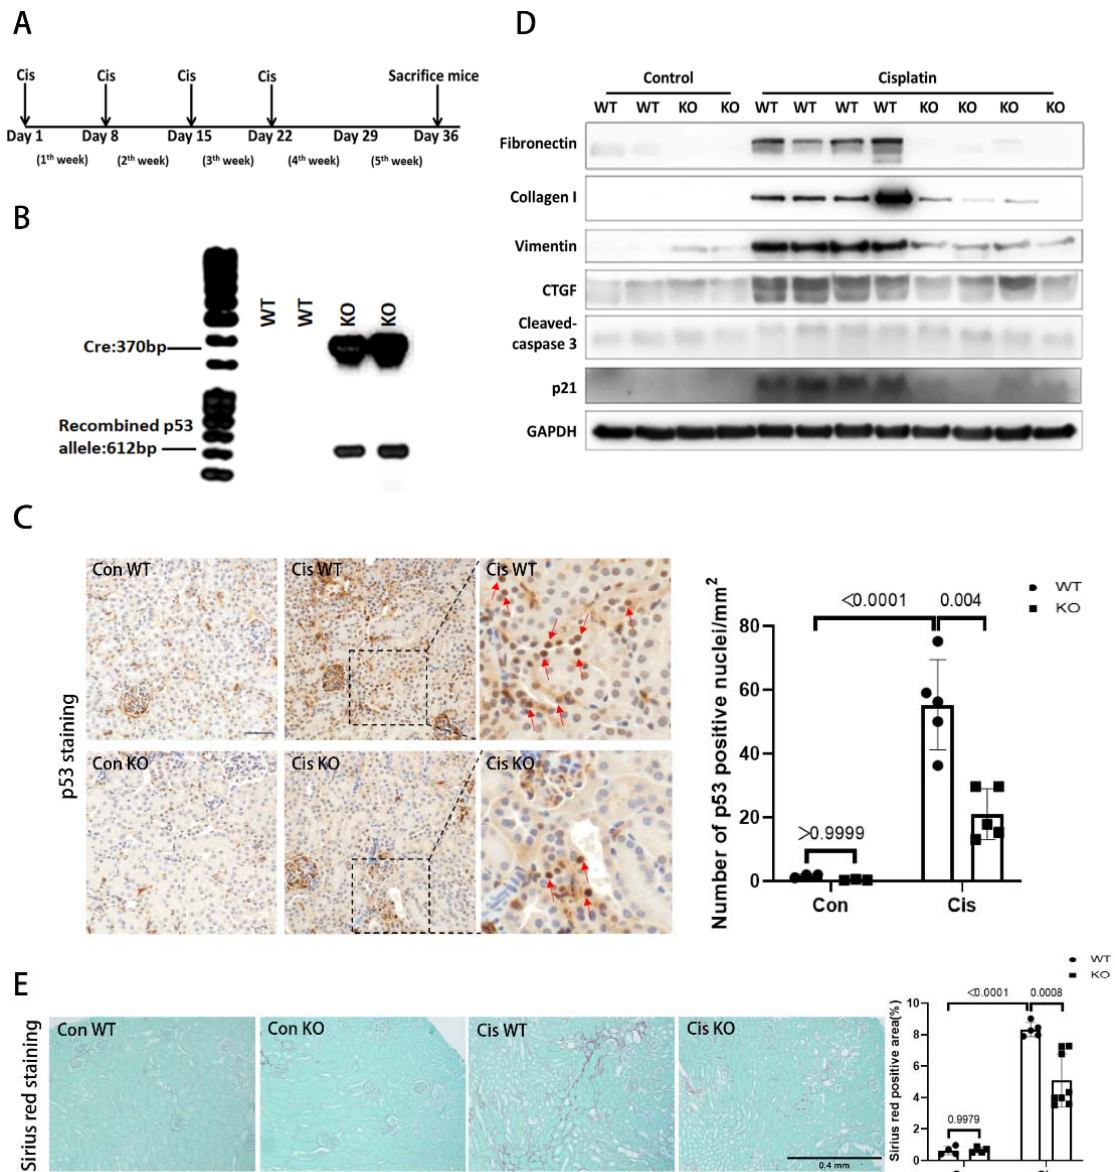 A
Cis Cis Cis Cis Sacrifice mice
Day 1 Day 8 Day 15 Day 22 Day 29 Day 36
(1th week) (2th week) (3th week) (4th week) (5th week)
B
WT WT KO KO
Cre:370bp
Recombined p53
allele:612bp
C
p53 staining
Con WT Cis WT Cis WT
Con KO Cis KO Cis KO
Number of p53 positive nuclei/mm2
80
60
40
20
0
<0.0001 0.004
>0.9999
WT
KO
Con Cis
D
Control Cisplatin
WT WT KO KO WT WT WT WT KO KO KO KO
Fibronectin
Collagen I
Vimentin
CTGF
Cleaved-
caspase 3
p21
GAPDH
E
Sirius red staining
Con WT Con KO Cis WT Cis KO
0.4 mm
Sirius red positive area(%)
10
8
6
4
2
0
<0.0001 0.0008
0.9979
WT
KO